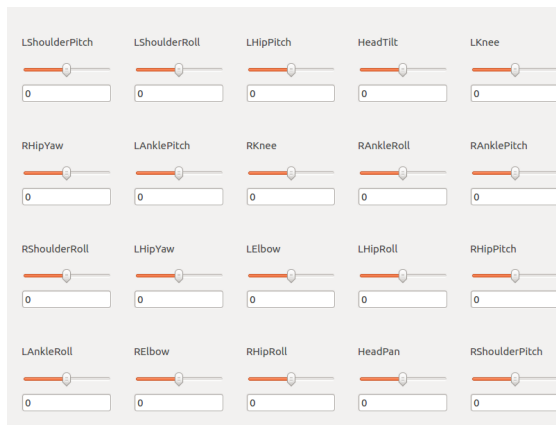 LShoulderPitch LShoulderRoll LHipPitch HeadTilt LKnee
0 0 0 0 0
RHipYaw LAnklePitch RKnee RAnkleRoll RAnklePitch
0 0 0 0 0
RShoulderRoll LHipYaw LElbow LHipRoll RHipPitch
0 0 0 0 0
LAnkleRoll RElbow RHipRoll HeadPan RShoulderPitch
0 0 0 0 0